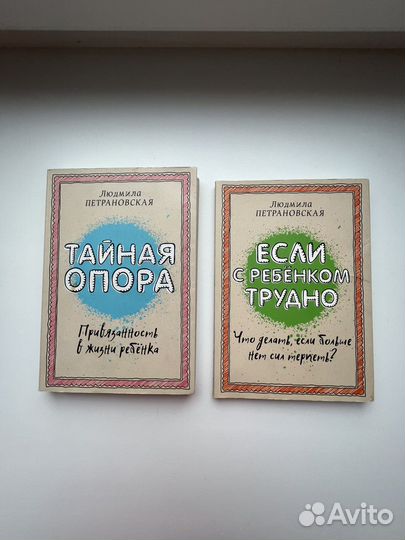 Людмила
ПЕТРАНОВСКАЯ
ТАЙНАЯ
ОПОРА
Привязанность
в жизни ребёнка
Людмила
ПЕТРАНОВСКАЯ
ЕСЛИ
С РЕБЁНКОМ
ТРУДНО
Что делать, если больше
нет сил терпеть?
Avito